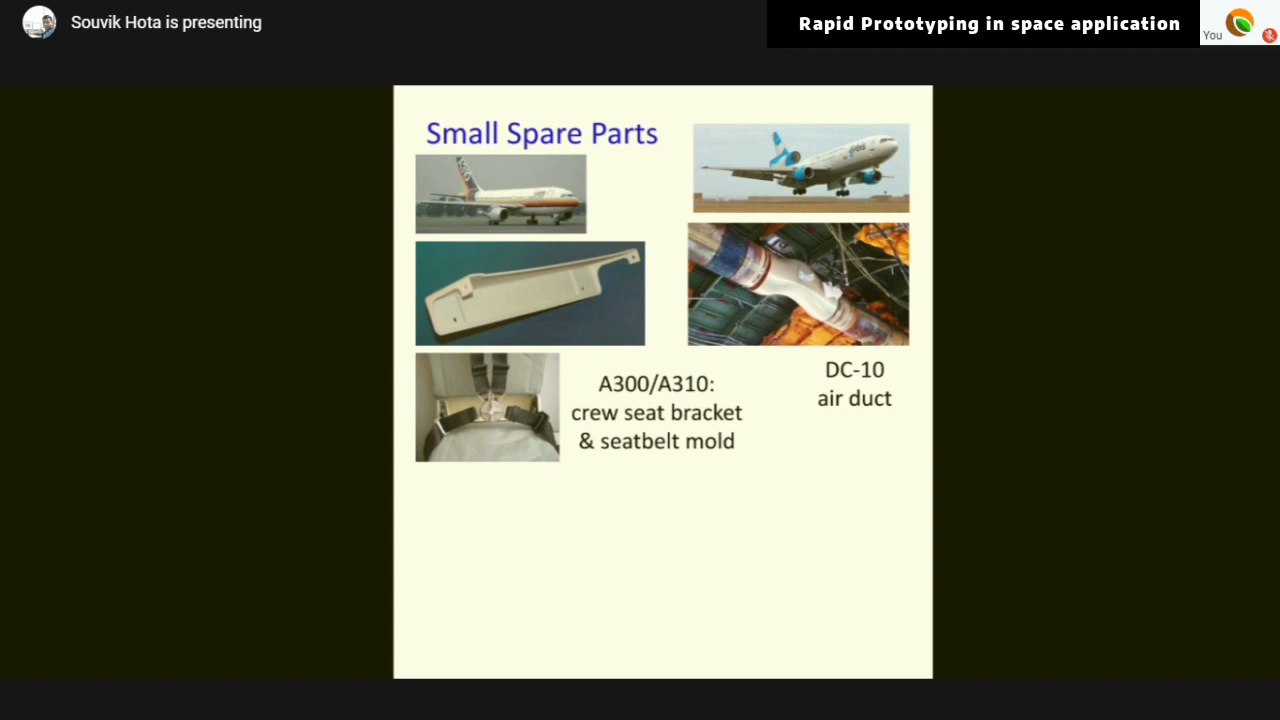 Souvik Hota is presenting
Rapid Prototyping in space application
You
Small Spare Parts
A300/A310:
crew seat bracket
& seatbelt mold
DC-10
air duct